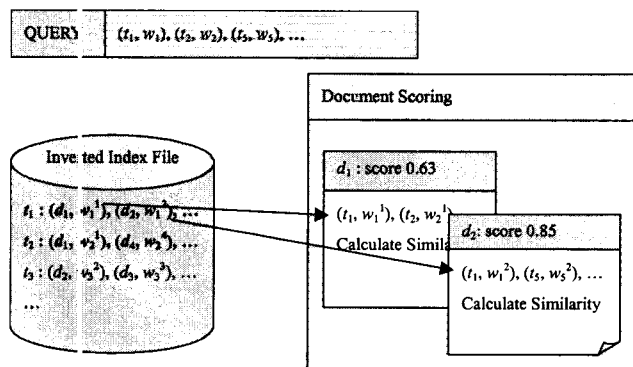 QUERY (t₁, w₁), (t₂, w₂), (t₅, w₅), …
Document Scoring
Inverted Index File
t₁ : (d₁, w₁¹), (d₂, w₁²), …
t₂ : (d₁, w₂¹), (d₄, w₂⁴), …
t₃ : (d₂, w₃²), (d₃, w₃³), …
…
d₁ : score 0.63
(t₁, w₁¹), (t₂, w₂¹)
Calculate Simila
d₂: score 0.85
(t₁, w₁²), (t₅, w₅²), …
Calculate Similarity